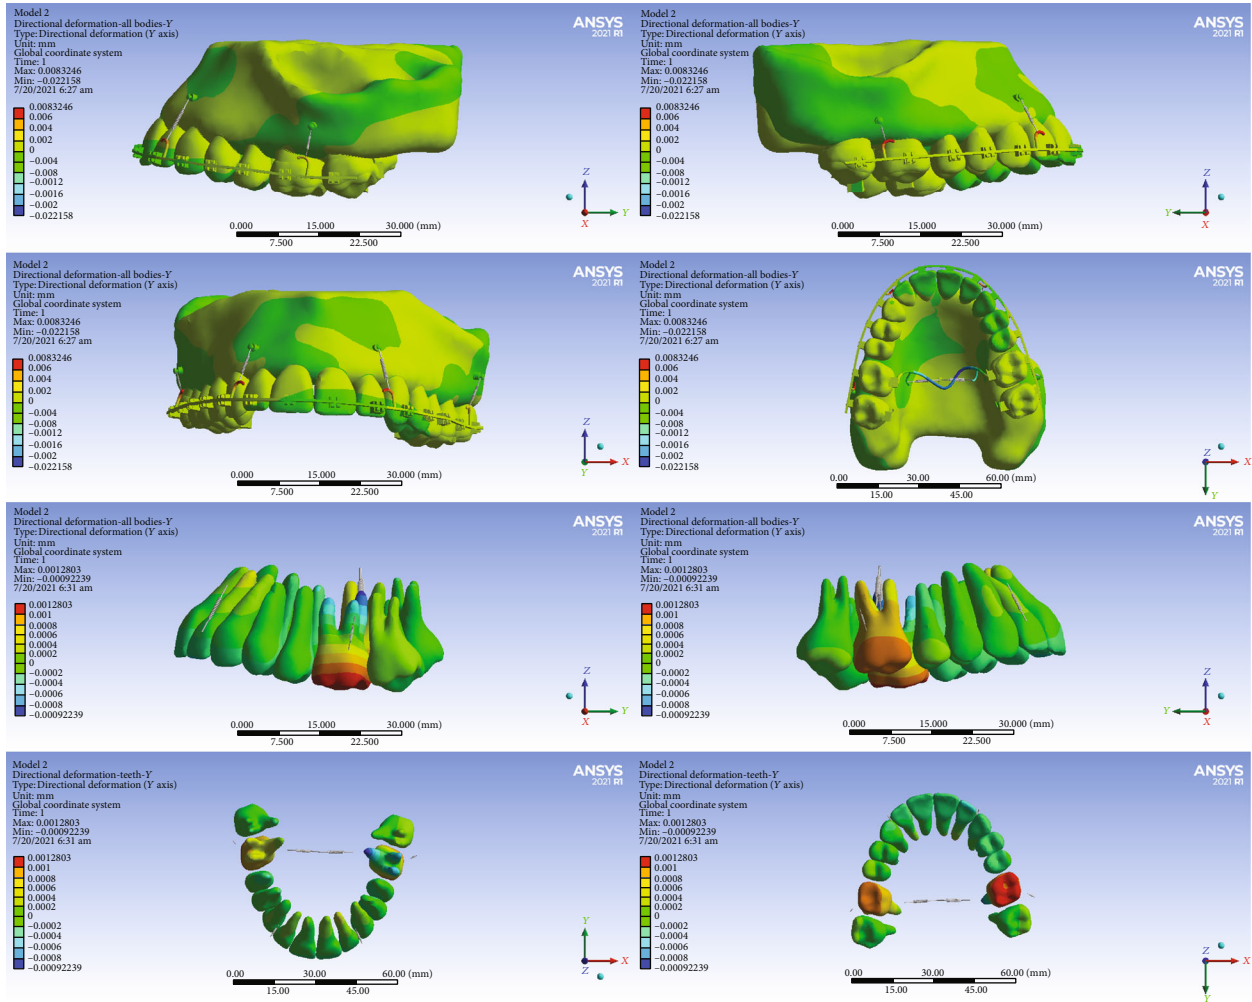 Model 2
Directional deformation-all bodies-Y
Type: Directional deformation (Y axis)
Unit: mm
Global coordinate system
Time: 1
Max: 0.0083246
Min: –0.022158
7/20/2021 6:27 am
0.0083246
0.006
0.004
0.002
0
–0.004
–0.008
–0.0012
–0.0016
–0.002
–0.022158
ANSYS
2021 R1
Z
Y
X
0.000 15.000 30.000 (mm)
7.500 22.500
Model 2
Directional deformation-all bodies-Y
Type: Directional deformation (Y axis)
Unit: mm
Global coordinate system
Time: 1
Max: 0.0083246
Min: –0.022158
7/20/2021 6:27 am
0.0083246
0.006
0.004
0.002
0
–0.004
–0.008
–0.0012
–0.0016
–0.002
–0.022158
ANSYS
2021 R1
Z
Y
X
0.000 15.000 30.000 (mm)
7.500 22.500
Model 2
Directional deformation-all bodies-Y
Type: Directional deformation (Y axis)
Unit: mm
Global coordinate system
Time: 1
Max: 0.0083246
Min: –0.022158
7/20/2021 6:27 am
0.0083246
0.006
0.004
0.002
0
–0.004
–0.008
–0.0012
–0.0016
–0.002
–0.022158
ANSYS
2021 R1
Z
X
Y
0.000 15.000 30.000 (mm)
7.500 22.500
Model 2
Directional deformation-all bodies-Y
Type: Directional deformation (Y axis)
Unit: mm
Global coordinate system
Time: 1
Max: 0.0083246
Min: –0.022158
7/20/2021 6:27 am
0.0083246
0.006
0.004
0.002
0
–0.004
–0.008
–0.0012
–0.0016
–0.002
–0.022158
ANSYS
2021 R1
Z
X
Y
0.00 30.00 60.00 (mm)
15.00 45.00
Model 2
Directional deformation-all bodies-Y
Type: Directional deformation (Y axis)
Unit: mm
Global coordinate system
Time: 1
Max: 0.0012803
Min: –0.00092239
7/20/2021 6:31 am
0.0012803
0.001
0.0008
0.0006
0.0004
0.0002
0
–0.0002
–0.0004
–0.0006
–0.0008
–0.00092239
ANSYS
2021 R1
Z
Y
X
0.000 15.000 30.000 (mm)
7.500 22.500
Model 2
Directional deformation-all bodies-Y
Type: Directional deformation (Y axis)
Unit: mm
Global coordinate system
Time: 1
Max: 0.0012803
Min: –0.00092239
7/20/2021 6:31 am
0.0012803
0.001
0.0008
0.0006
0.0004
0.0002
0
–0.0002
–0.0004
–0.0006
–0.0008
–0.00092239
ANSYS
2021 R1
Z
Y
X
0.000 15.000 30.000 (mm)
7.500 22.500
Model 2
Directional deformation-teeth-Y
Type: Directional deformation (Y axis)
Unit: mm
Global coordinate system
Time: 1
Max: 0.0012803
Min: –0.00092239
7/20/2021 6:31 am
0.0012803
0.001
0.0008
0.0006
0.0004
0.0002
0
–0.0002
–0.0004
–0.0006
–0.0008
–0.00092239
ANSYS
2021 R1
Y
X
Z
0.00 30.00 60.00 (mm)
15.00 45.00
Model 2
Directional deformation-teeth-Y
Type: Directional deformation (Y axis)
Unit: mm
Global coordinate system
Time: 1
Max: 0.0012803
Min: –0.00092239
7/20/2021 6:31 am
0.0012803
0.001
0.0008
0.0006
0.0004
0.0002
0
–0.0002
–0.0004
–0.0006
–0.0008
–0.00092239
ANSYS
2021 R1
Z
X
Y
0.00 30.00 60.00 (mm)
15.00 45.00